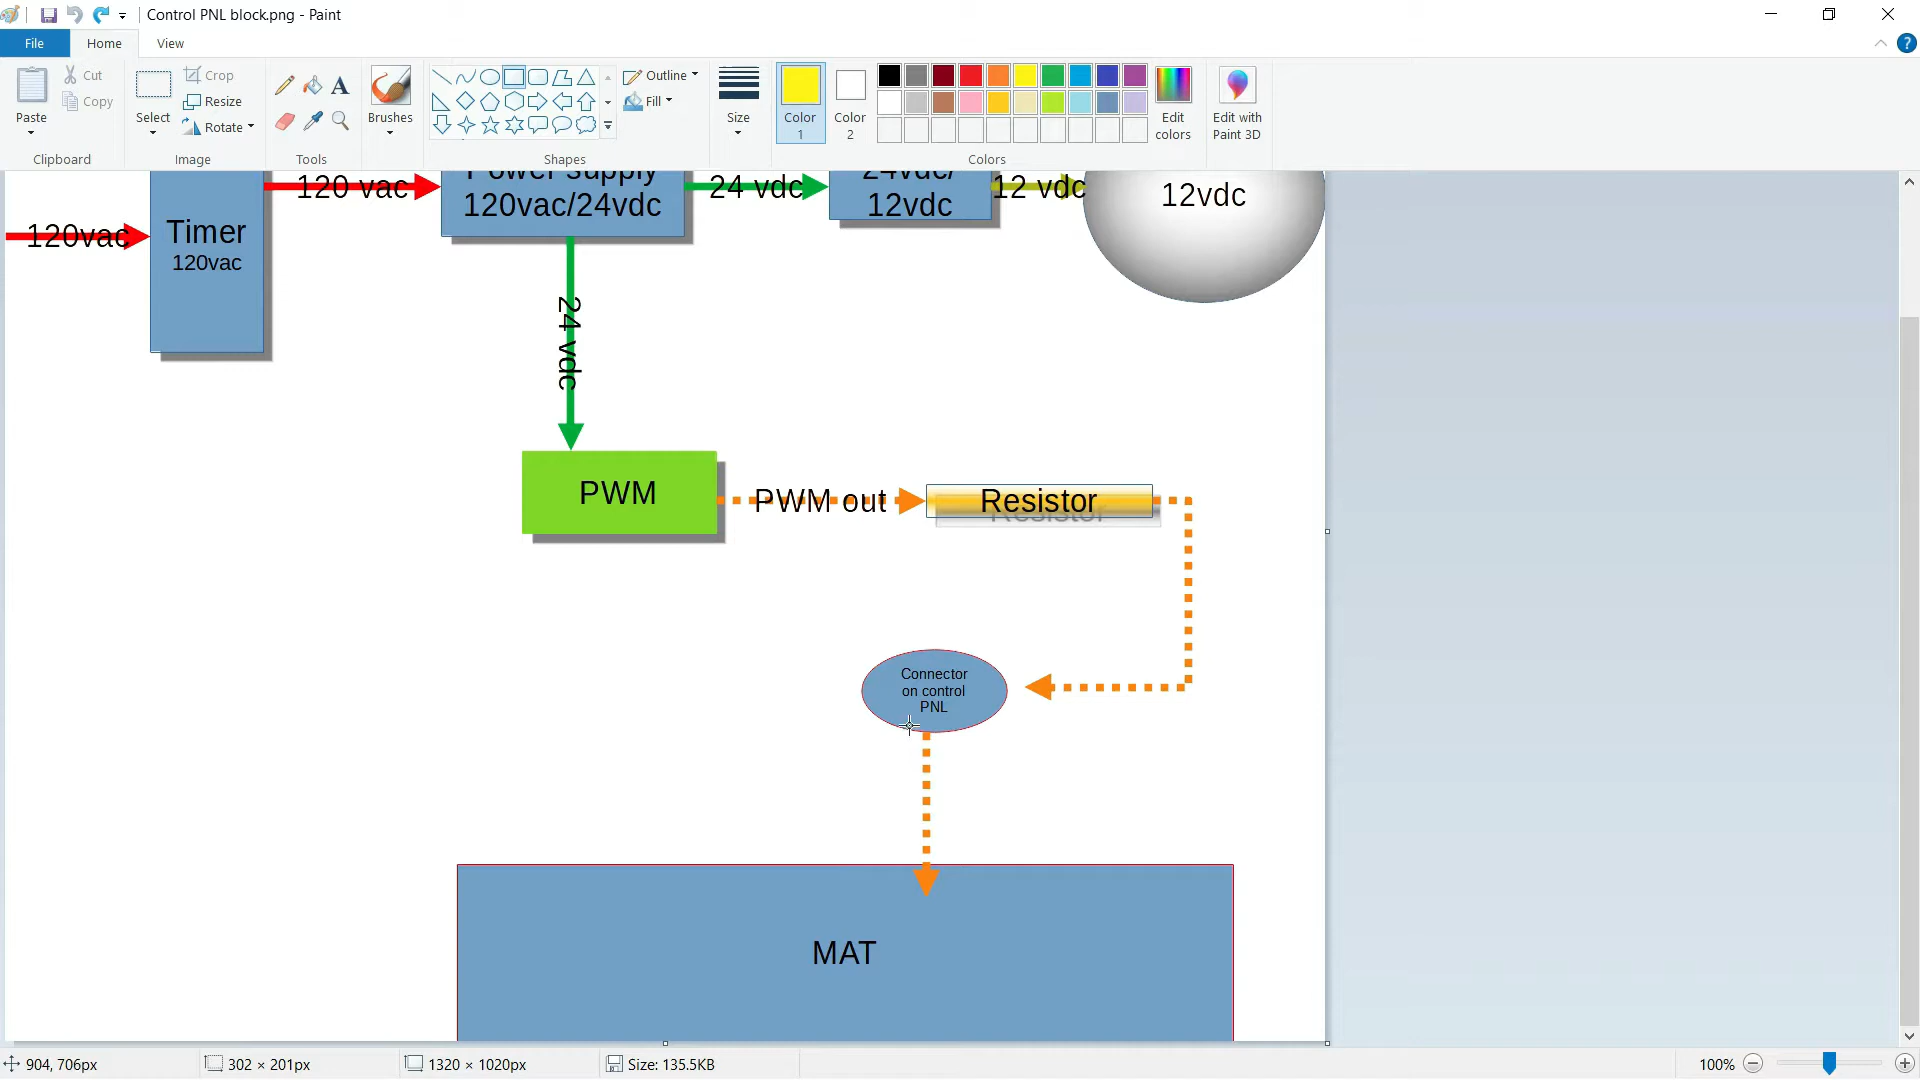 Control PNL block.png - Paint
File
Home
View
Paste
Cut
Copy
Clipboard
Select
Crop
Resize
Rotate
Image
Tools
Brushes
Outline
Fill
Shapes
Size
Color
1
Color
2
Edit
colors
Colors
Edit with
Paint 3D
120vac
Timer
120vac
120 vac
Power supply
120vac/24vdc
24 vdc
24vdc/
12vdc
12 vdc
12vdc
24 vdc
PWM
PWM out
Resistor
Connector
on control
PNL
MAT
904, 706px
302 × 201px
1320 × 1020px
Size: 135.5KB
100%